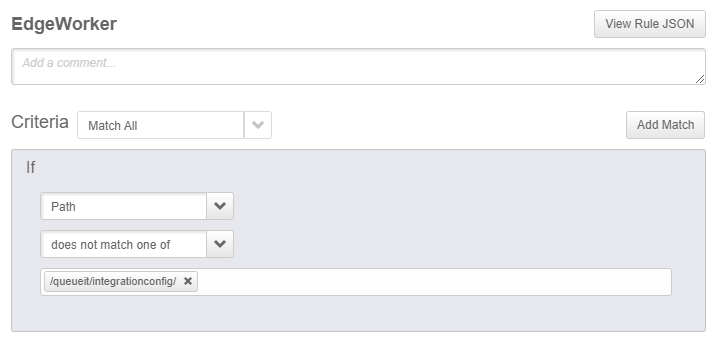 EdgeWorker
View Rule JSON
Add a comment...
Criteria
Match All
Add Match
If
Path
does not match one of
/queueit/integrationconfig/